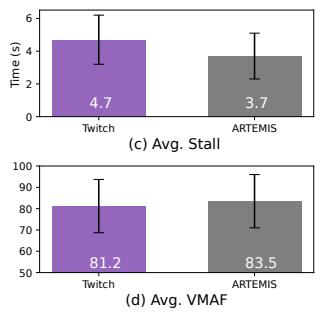 6
4
2
0
Time (s)
4.7
3.7
Twitch
ARTEMIS
(c) Avg. Stall
100
90
80
70
60
50
81.2
83.5
Twitch
ARTEMIS
(d) Avg. VMAF